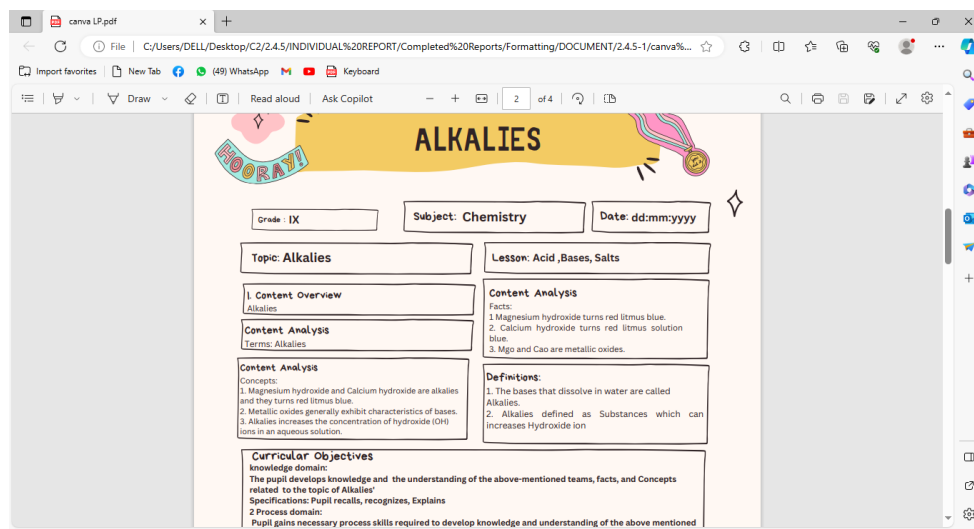 canva LP.pdf
File
C:/Users/DELL/Desktop/C2/2.4.5/INDIVIDUAL%20REPORT/Completed%20Reports/Formatting/DOCUMENT/2.4.5-1/canva%...
Import favorites
New Tab
(49) WhatsApp
Keyboard
Draw
Read aloud
Ask Copilot
2
of 4
HOORAY!
ALKALIES
Grade : IX
Subject: Chemistry
Date: dd:mm:yyyy
Topic: Alkalies
Lesson: Acid ,Bases, Salts
1. Content Overview
Alkalies
Content Analysis
Terms: Alkalies
Content Analysis
Facts:
1 Magnesium hydroxide turns red litmus blue.
2. Calcium hydroxide turns red litmus solution
blue.
3. Mgo and Cao are metallic oxides.
Content Analysis
Concepts:
1. Magnesium hydroxide and Calcium hydroxide are alkalies
and they turns red litmus blue.
2. Metallic oxides generally exhibit characteristics of bases.
3. Alkalies increases the concentration of hydroxide (OH)
ions in an aqueous solution.
Definitions:
1. The bases that dissolve in water are called
Alkalies.
2. Alkalies defined as Substances which can
increases Hydroxide ion
Curricular Objectives
knowledge domain:
The pupil develops knowledge and the understanding of the above-mentioned teams, facts, and Concepts
related to the topic of Alkalies'
Specifications: Pupil recalls, recognizes, Explains
2 Process domain:
Pupil gains necessary process skills required to develop knowledge and understanding of the above mentioned